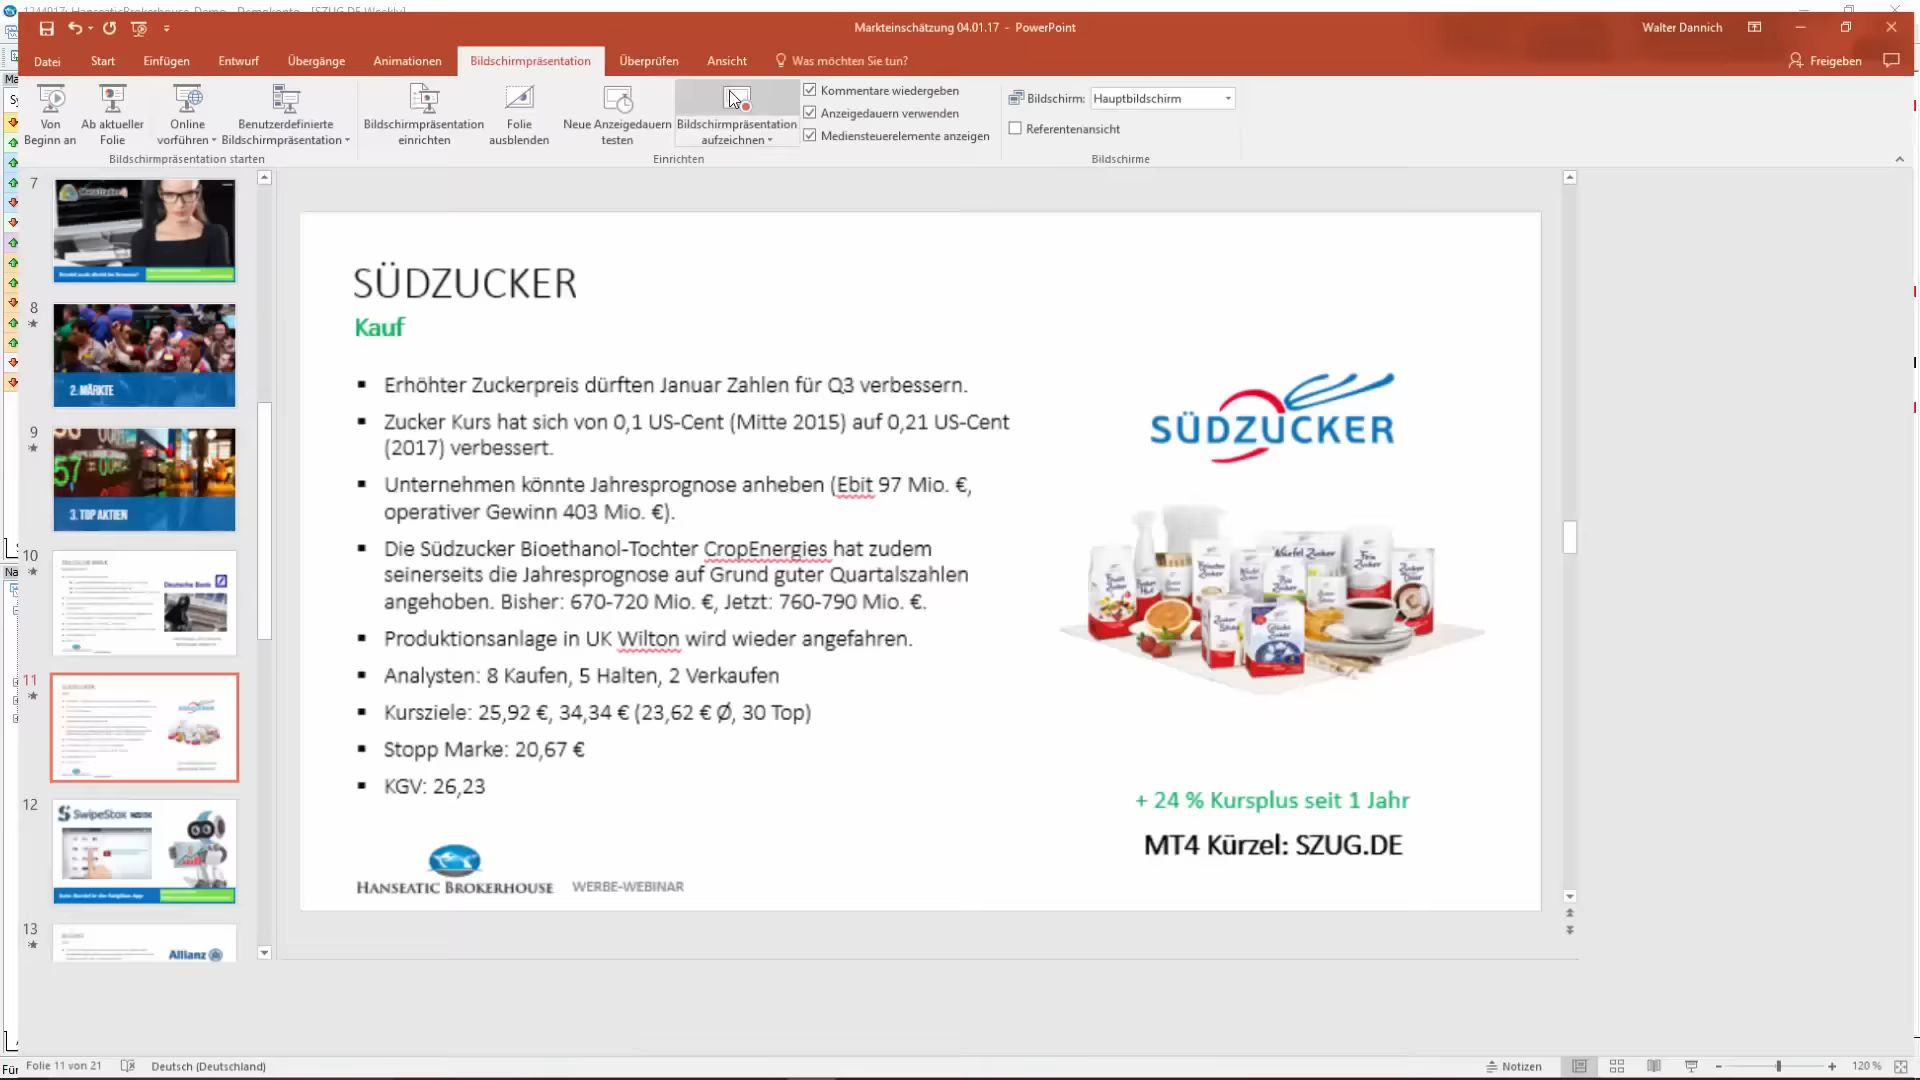 Markteinschätzung 04.01.17 - PowerPoint
Walter Dannich
Datei Start Einfügen Entwurf Übergänge Animationen Bildschirmpräsentation Überprüfen Ansicht Was möchten Sie tun? Freigeben
Von Beginn an
Ab aktueller Folie
Online vorführen
Benutzerdefinierte Bildschirmpräsentation
Bildschirmpräsentation starten
Bildschirmpräsentation einrichten
Folie ausblenden
Neue Anzeigedauern testen
Bildschirmpräsentation aufzeichnen
Kommentare wiedergeben
Anzeigedauern verwenden
Mediensteuerelemente anzeigen
Einrichten
Bildschirm: Hauptbildschirm
Referentenansicht
Bildschirme
7
8
2. MÄRKTE
9
3. TOP AKTIEN
10
Deutsche Bank
11
12
SwipeStox
13
Allianz
SÜDZUCKER
Kauf
Erhöhter Zuckerpreis dürften Januar Zahlen für Q3 verbessern.
Zucker Kurs hat sich von 0,1 US-Cent (Mitte 2015) auf 0,21 US-Cent
(2017) verbessert.
Unternehmen könnte Jahresprognose anheben (Ebit 97 Mio. €,
operativer Gewinn 403 Mio. €).
Die Südzucker Bioethanol-Tochter CropEnergies hat zudem
seinerseits die Jahresprognose auf Grund guter Quartalszahlen
angehoben. Bisher: 670-720 Mio. €, Jetzt: 760-790 Mio. €.
Produktionsanlage in UK Wilton wird wieder angefahren.
Analysten: 8 Kaufen, 5 Halten, 2 Verkaufen
Kursziele: 25,92 €, 34,34 € (23,62 € Ø, 30 Top)
Stopp Marke: 20,67 €
KGV: 26,23
SÜDZUCKER
+ 24 % Kursplus seit 1 Jahr
MT4 Kürzel: SZUG.DE
HANSEATIC BROKERHOUSE WERBE-WEBINAR
Folie 11 von 21 Deutsch (Deutschland)
Notizen
120 %